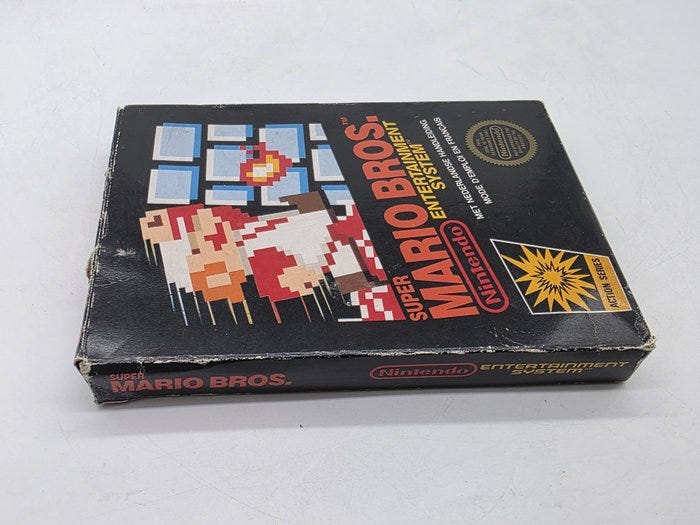 SUPER
MARIO BROS.™
ENTERTAINMENT
SYSTEM™
MET NEDERLANDSE HANDLEIDING
MODE D'EMPLOI EN FRANÇAIS
Nintendo
ACTION SERIES
SUPER
MARIO BROS.
Nintendo
ENTERTAINMENT
SYSTEM